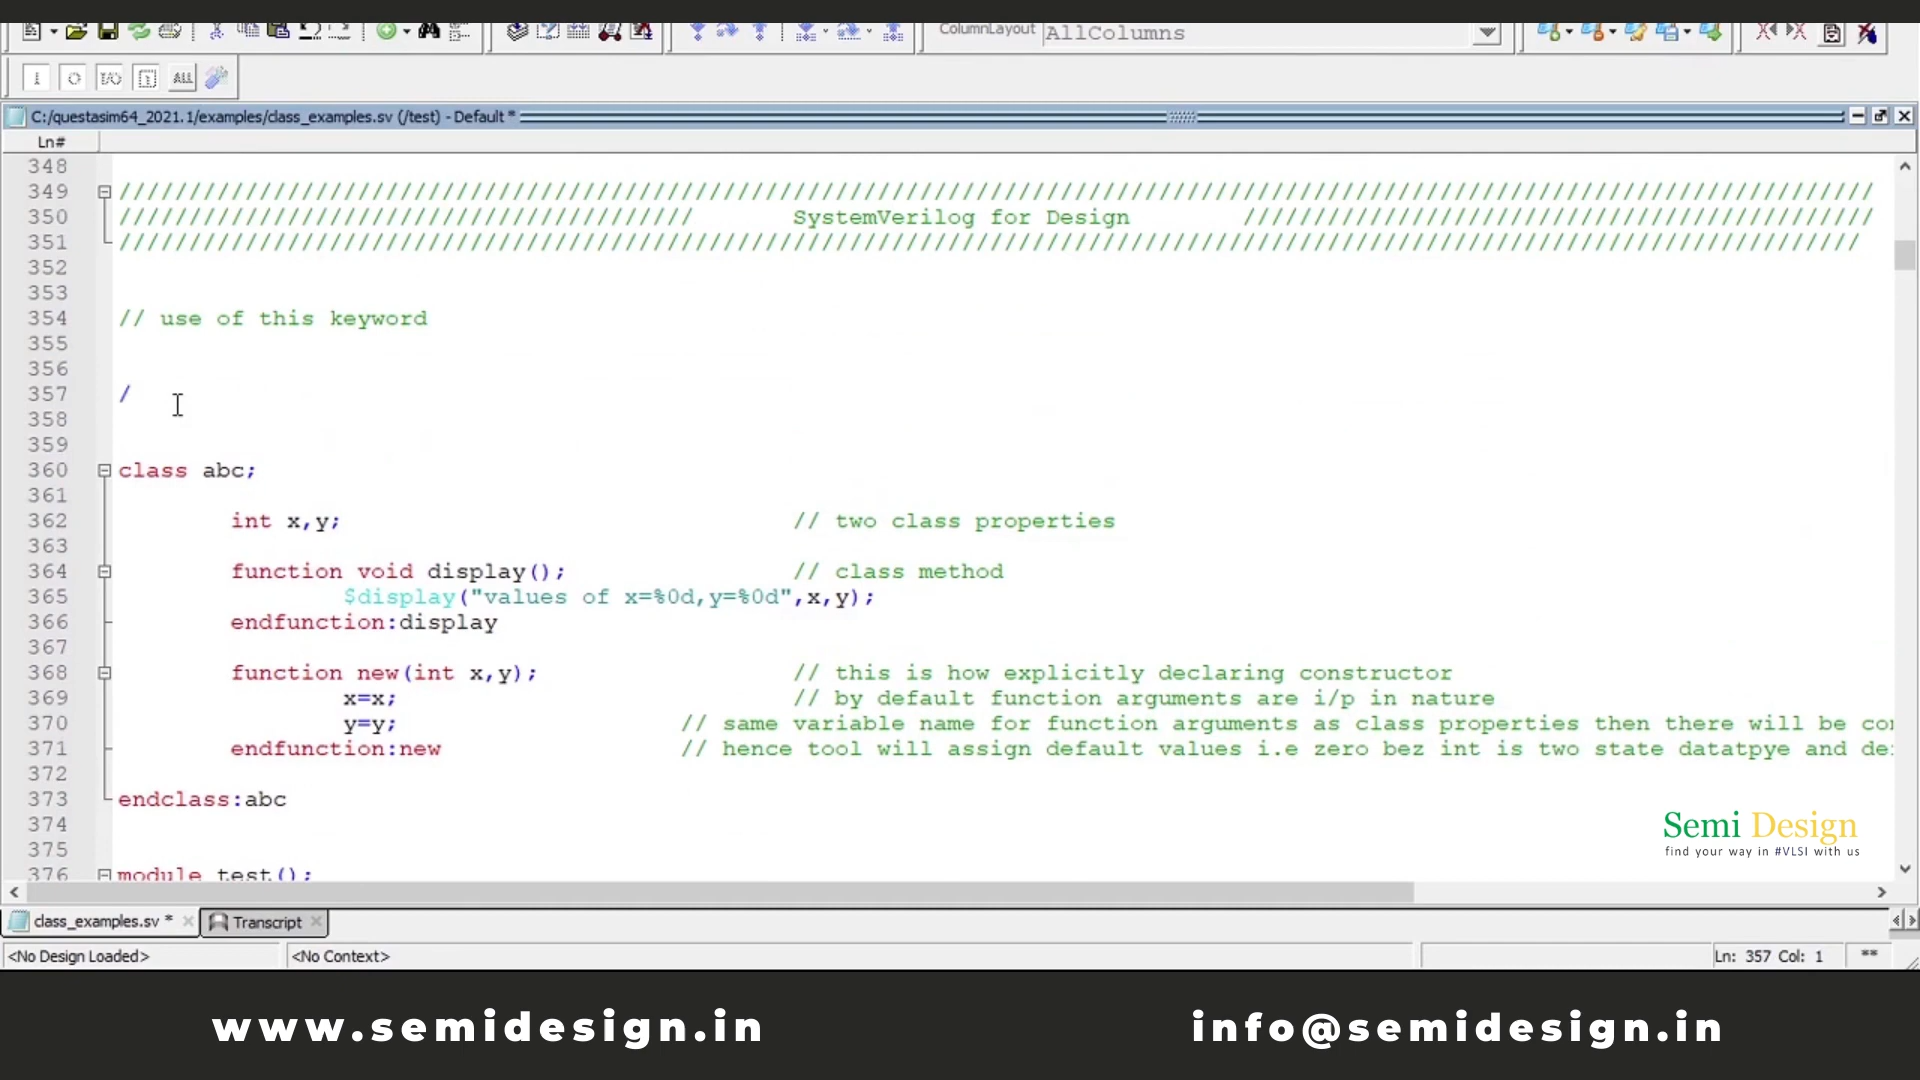 ColumnLayout AllColumns
ALL
C:/questasim64_2021.1/examples/class_examples.sv (/test) - Default *
Ln#
348
349 ////////////////////////////////////////////////////////////////////////////////////////////////////////////////////////////
350 ///////////////////////////////////////// SystemVerilog for Design /////////////////////////////////////////////
351 ////////////////////////////////////////////////////////////////////////////////////////////////////////////////////////////
352
353
354 // use of this keyword
355
356
357 /
358
359
360 class abc;
361
362 int x,y; // two class properties
363
364 function void display(); // class method
365 $display("values of x=%0d,y=%0d",x,y);
366 endfunction:display
367
368 function new(int x,y); // this is how explicitly declaring constructor
369 x=x; // by default function arguments are i/p in nature
370 y=y; // same variable name for function arguments as class properties then there will be
371 endfunction:new // hence tool will assign default values i.e zero bez int is two state datatpye and
372
373 endclass:abc
374
375
376 module test();
Semi Design
find your way in #VLSI with us
class_examples.sv * Transcript
<No Design Loaded> <No Context> Ln: 357 Col: 1 **
www.semidesign.in info@semidesign.in